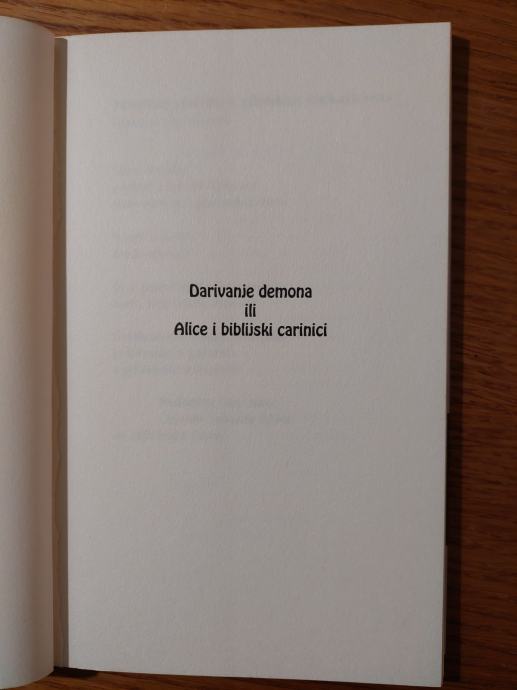 Darivanje demona
ili
Alice i biblijski carinici